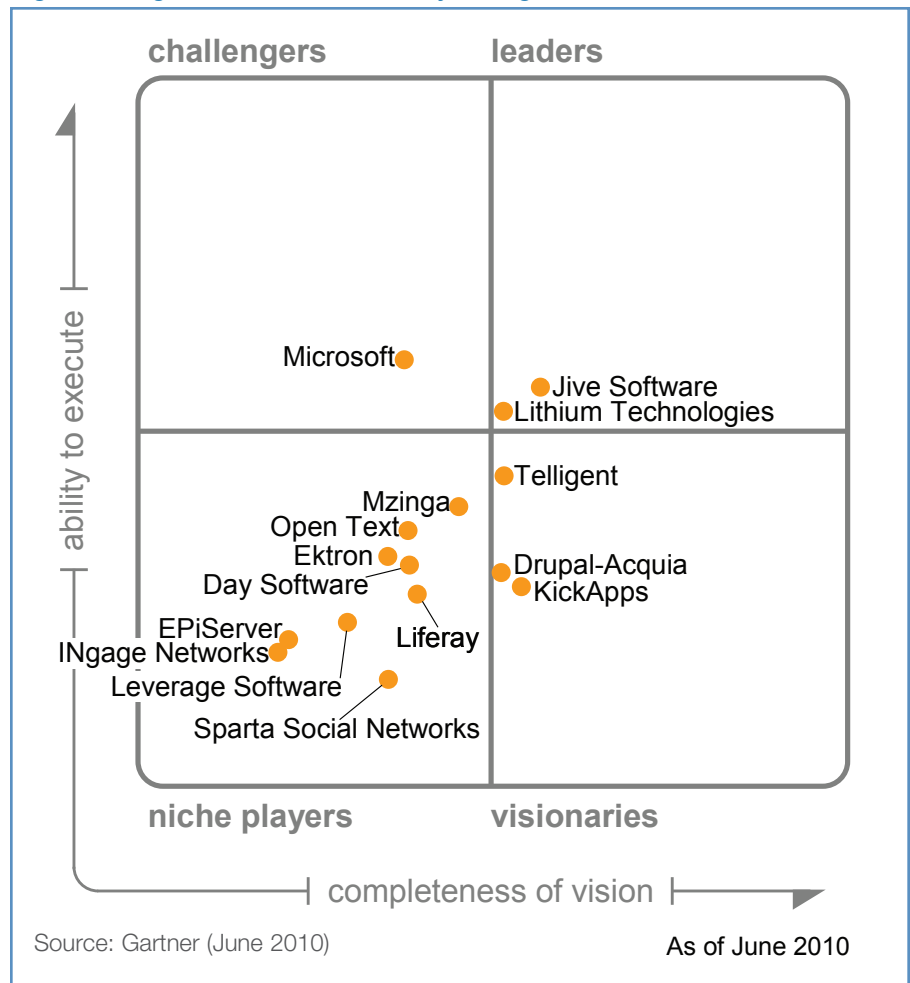 challengers
leaders
ability to execute
Microsoft
Jive Software
Lithium Technologies
Telligent
Mzinga
Open Text
Ektron
Drupal-Acquia
Day Software
KickApps
EPiServer
Liferay
INgage Networks
Leverage Software
Sparta Social Networks
niche players
visionaries
completeness of vision
Source: Gartner (June 2010)
As of June 2010